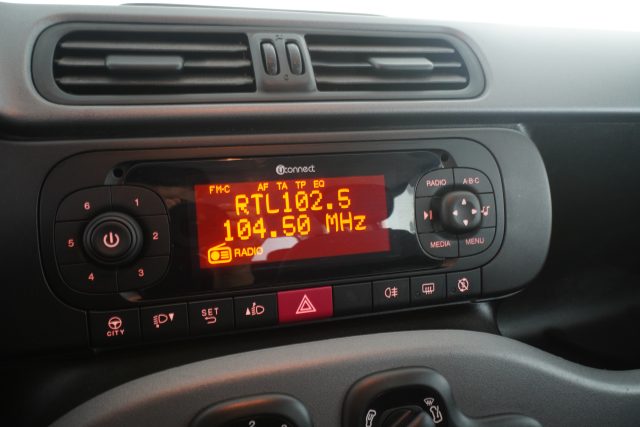 uconnect
FM-C AF TA TP EQ
RTL102.5
104.50 MHz
RADIO
6 1
5 2
4 3
RADIO A-B-C
MEDIA MENU
CITY
SET
2